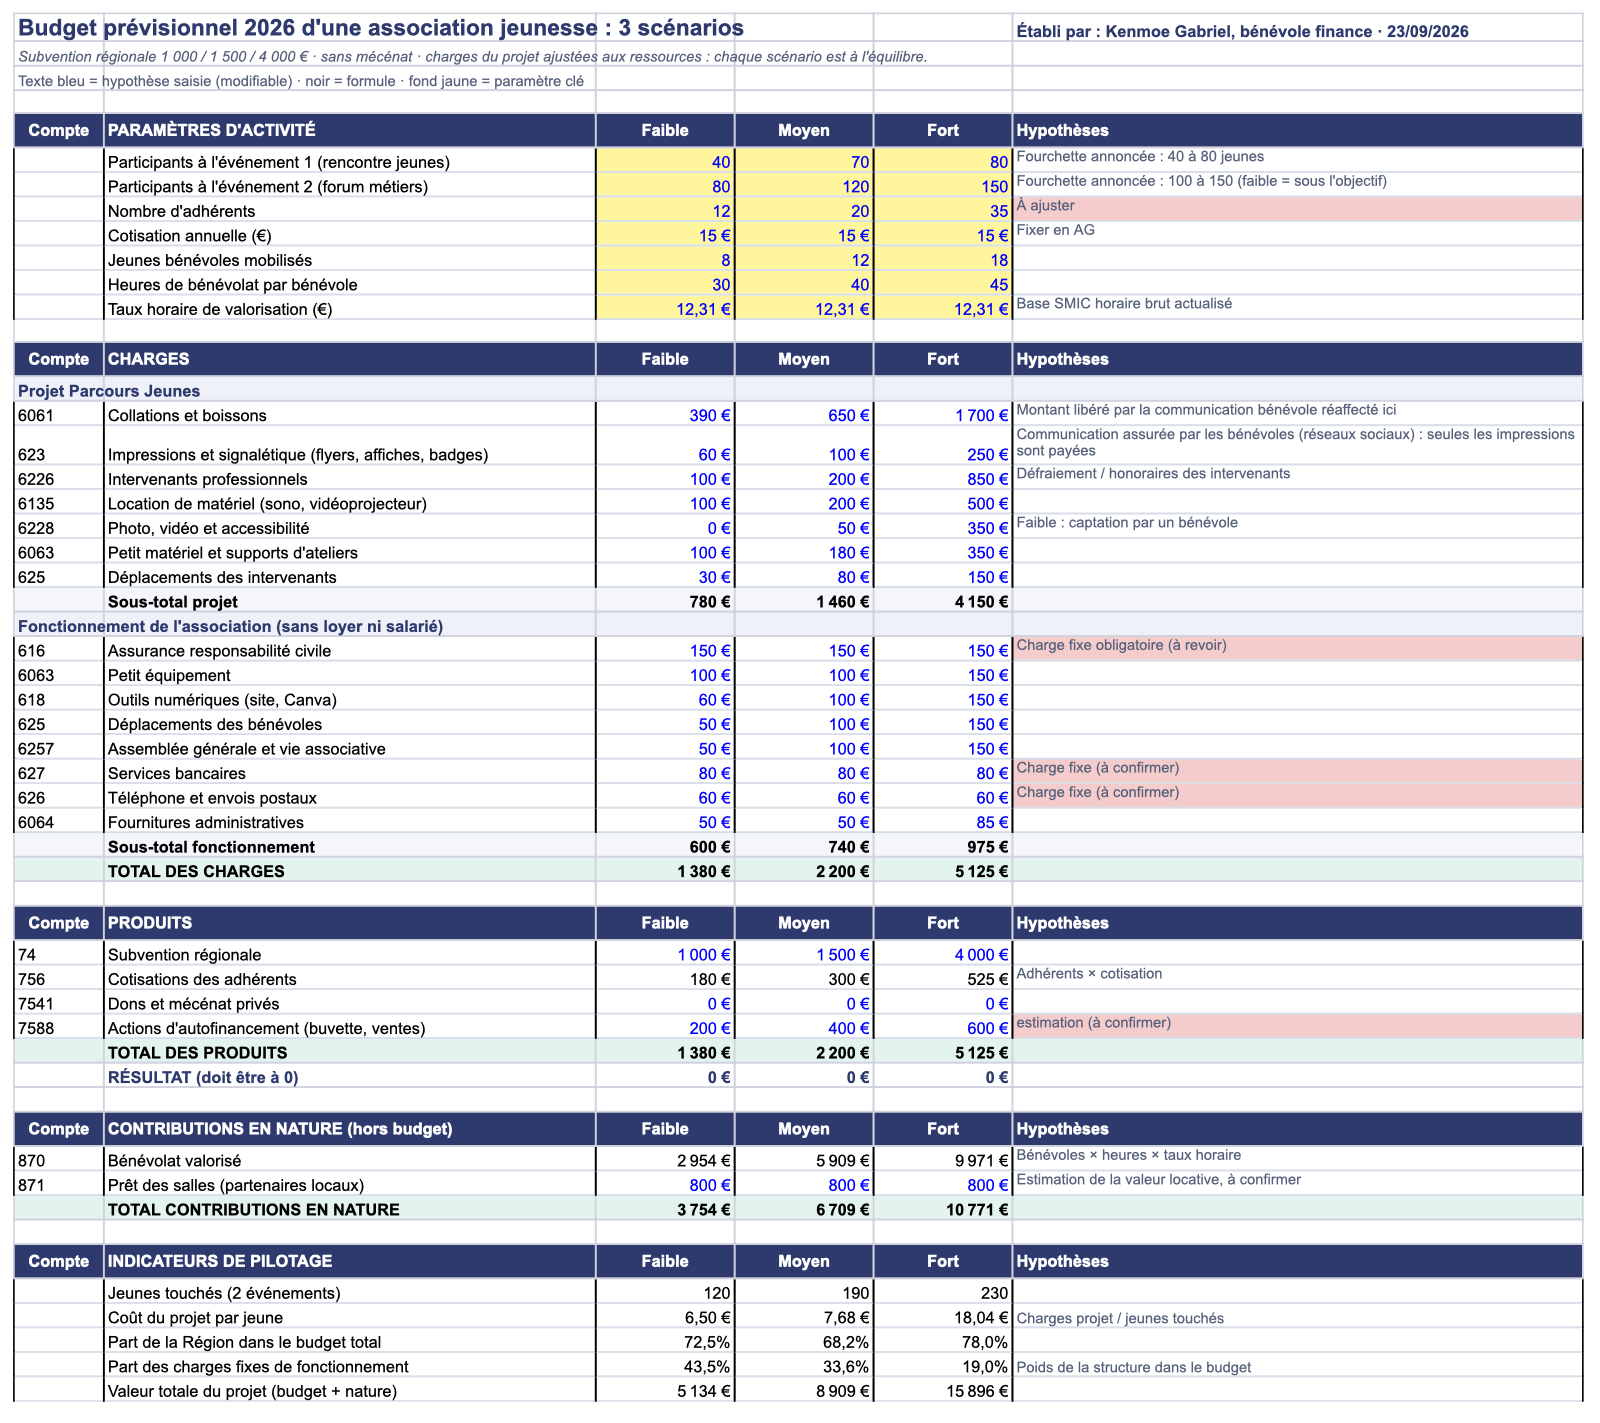 Budget prévisionnel 2026 d'une association jeunesse : 3 scénarios
Établi par : Kenmoe Gabriel, bénévole finance · 23/09/2026
Subvention régionale 1 000 / 1 500 / 4 000 € · sans mécénat · charges du projet ajustées aux ressources : chaque scénario est à l'équilibre.
Texte bleu = hypothèse saisie (modifiable) · noir = formule · fond jaune = paramètre clé
Compte PARAMÈTRES D'ACTIVITÉ Faible Moyen Fort Hypothèses
Participants à l'événement 1 (rencontre jeunes) 40 70 80 Fourchette annoncée : 40 à 80 jeunes
Participants à l'événement 2 (forum métiers) 80 120 150 Fourchette annoncée : 100 à 150 (faible = sous l'objectif)
Nombre d'adhérents 12 20 35 À ajuster
Cotisation annuelle (€) 15 € 15 € 15 € Fixer en AG
Jeunes bénévoles mobilisés 8 12 18
Heures de bénévolat par bénévole 30 40 45
Taux horaire de valorisation (€) 12,31 € 12,31 € 12,31 € Base SMIC horaire brut actualisé
Compte CHARGES Faible Moyen Fort Hypothèses
Projet Parcours Jeunes
6061 Collations et boissons 390 € 650 € 1 700 € Montant libéré par la communication bénévole réaffecté ici
623 Impressions et signalétique (flyers, affiches, badges) 60 € 100 € 250 € Communication assurée par les bénévoles (réseaux sociaux) : seules les impressions
sont payées
6226 Intervenants professionnels 100 € 200 € 850 € Défraiement / honoraires des intervenants
6135 Location de matériel (sono, vidéoprojecteur) 100 € 200 € 500 €
6228 Photo, vidéo et accessibilité 0 € 50 € 350 € Faible : captation par un bénévole
6063 Petit matériel et supports d'ateliers 100 € 180 € 350 €
625 Déplacements des intervenants 30 € 80 € 150 €
Sous-total projet 780 € 1 460 € 4 150 €
Fonctionnement de l'association (sans loyer ni salarié)
616 Assurance responsabilité civile 150 € 150 € 150 € Charge fixe obligatoire (à revoir)
6063 Petit équipement 100 € 100 € 150 €
618 Outils numériques (site, Canva) 60 € 100 € 150 €
625 Déplacements des bénévoles 50 € 100 € 150 €
6257 Assemblée générale et vie associative 50 € 100 € 150 €
627 Services bancaires 80 € 80 € 80 € Charge fixe (à confirmer)
626 Téléphone et envois postaux 60 € 60 € 60 € Charge fixe (à confirmer)
6064 Fournitures administratives 50 € 50 € 85 €
Sous-total fonctionnement 600 € 740 € 975 €
TOTAL DES CHARGES 1 380 € 2 200 € 5 125 €
Compte PRODUITS Faible Moyen Fort Hypothèses
74 Subvention régionale 1 000 € 1 500 € 4 000 €
756 Cotisations des adhérents 180 € 300 € 525 € Adhérents × cotisation
7541 Dons et mécénat privés 0 € 0 € 0 €
7588 Actions d'autofinancement (buvette, ventes) 200 € 400 € 600 € estimation (à confirmer)
TOTAL DES PRODUITS 1 380 € 2 200 € 5 125 €
RÉSULTAT (doit être à 0) 0 € 0 € 0 €
Compte CONTRIBUTIONS EN NATURE (hors budget) Faible Moyen Fort Hypothèses
870 Bénévolat valorisé 2 954 € 5 909 € 9 971 € Bénévoles × heures × taux horaire
871 Prêt des salles (partenaires locaux) 800 € 800 € 800 € Estimation de la valeur locative, à confirmer
TOTAL CONTRIBUTIONS EN NATURE 3 754 € 6 709 € 10 771 €
Compte INDICATEURS DE PILOTAGE Faible Moyen Fort Hypothèses
Jeunes touchés (2 événements) 120 190 230
Coût du projet par jeune 6,50 € 7,68 € 18,04 € Charges projet / jeunes touchés
Part de la Région dans le budget total 72,5% 68,2% 78,0%
Part des charges fixes de fonctionnement 43,5% 33,6% 19,0% Poids de la structure dans le budget
Valeur totale du projet (budget + nature) 5 134 € 8 909 € 15 896 €